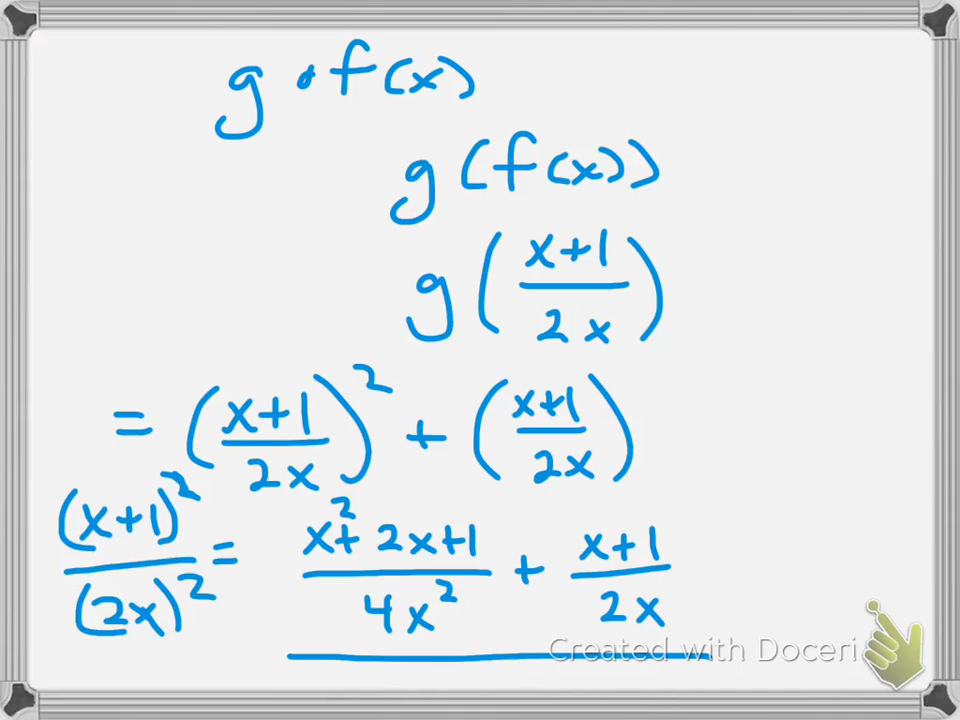 g ∘ f(x)
g(f(x))
g((x+1)/(2x))
= ((x+1)/(2x))² + ((x+1)/(2x))
(x+1)²/(2x)² = (x²+2x+1)/(4x²) + (x+1)/(2x)
Created with Doceri